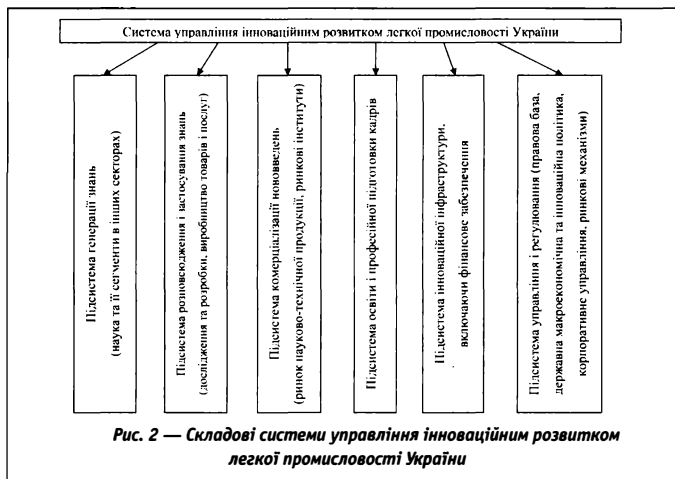 Система управління інноваційним розвитком легкої промисловості України
Підсистема генерації знань
(наука та її сегменти в інших секторах)
Підсистема розповсюдження і застосування знань
(дослідження та розробки, виробництво товарів і послуг)
Підсистема комерціалізації нововведень
(ринок науково-технічної продукції, ринкові інститути)
Підсистема освіти і професійної підготовки кадрів
Підсистема інноваційної інфраструктури,
включаючи фінансове забезпечення
Підсистема управління і регулювання (правова база,
державна макроекономічна та інноваційна політика,
корпоративне управління, ринкові механізми)
Рис. 2 — Складові системи управління інноваційним розвитком
легкої промисловості України